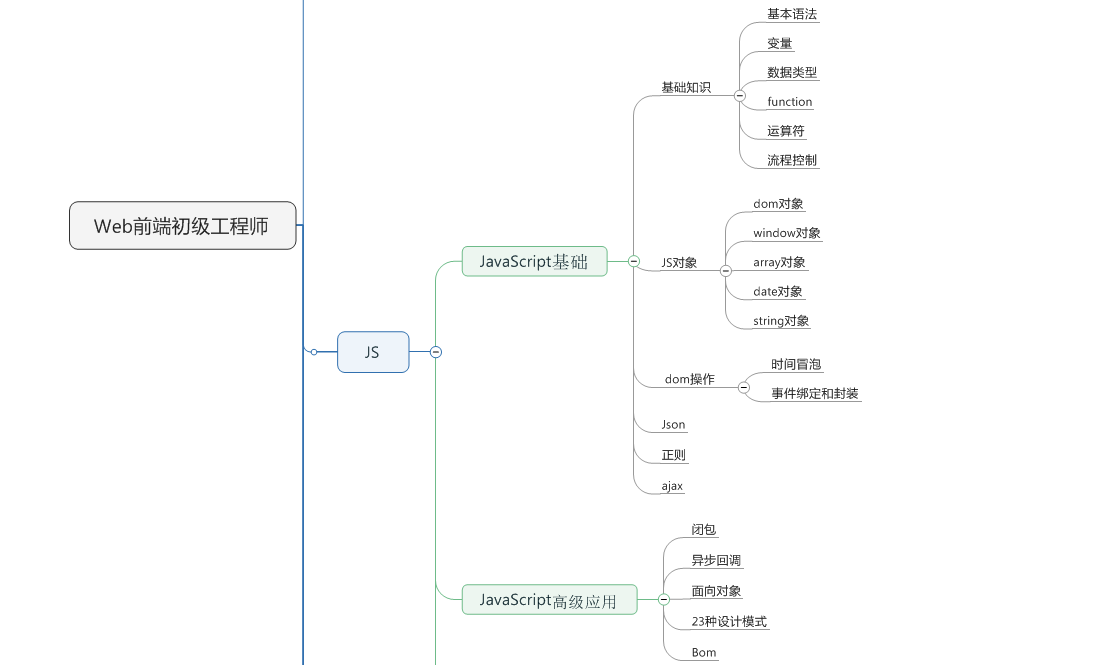 Web前端初级工程师
JS
JavaScript基础
基础知识
基本语法
变量
数据类型
function
运算符
流程控制
JS对象
dom对象
window对象
array对象
date对象
string对象
dom操作
时间冒泡
事件绑定和封装
Json
正则
ajax
JavaScript高级应用
闭包
异步回调
面向对象
23种设计模式
Bom